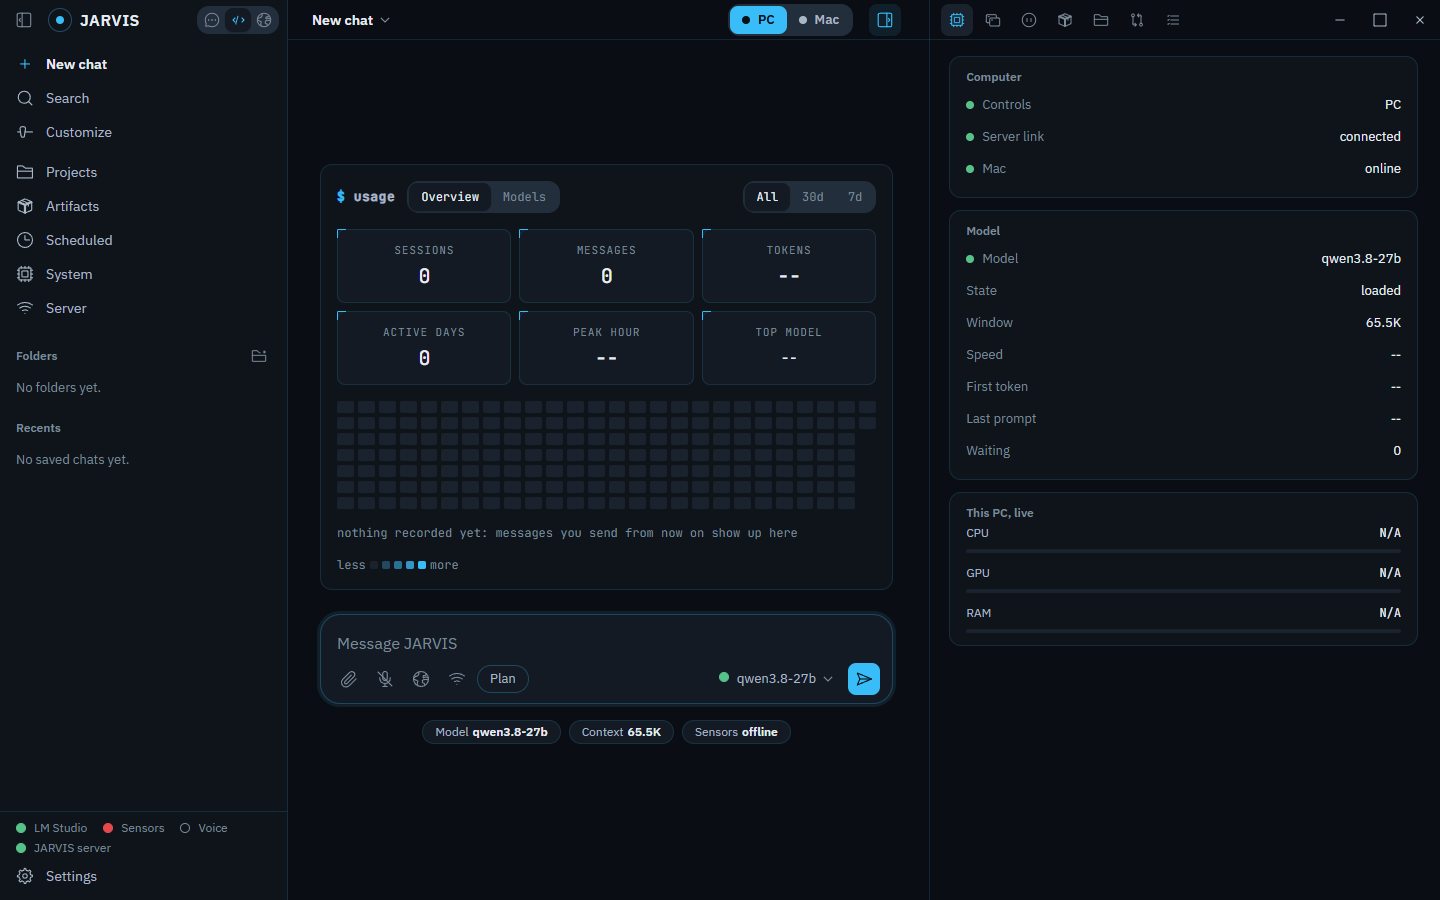 JARVIS
New chat
Search
Customize
Projects
Artifacts
Scheduled
System
Server
Folders
No folders yet.
Recents
No saved chats yet.
LM Studio Sensors Voice
JARVIS server
Settings
New chat
PC Mac
$ usage Overview Models All 30d 7d
SESSIONS MESSAGES TOKENS
0 0 --
ACTIVE DAYS PEAK HOUR TOP MODEL
0 -- --
nothing recorded yet: messages you send from now on show up here
less more
Message JARVIS
Plan qwen3.8-27b
Model qwen3.8-27b Context 65.5K Sensors offline
Computer
Controls PC
Server link connected
Mac online
Model
Model qwen3.8-27b
State loaded
Window 65.5K
Speed --
First token --
Last prompt --
Waiting 0
This PC, live
CPU N/A
GPU N/A
RAM N/A